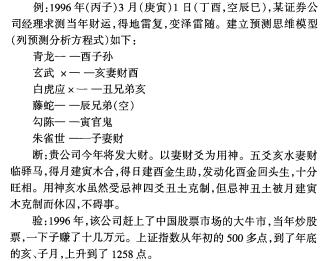 例:1996年(丙子)3月(庚寅)1日(丁酉,空辰巳),某证券公
司经理求测当年财运,得地雷复,变泽雷随。建立预测思维模型
(列预测分析方程式)如下:
青龙— —酉子孙
玄武 ×— —亥妻财酉
白虎应×— —丑兄弟亥
藤蛇— —辰兄弟(空)
勾陈— —寅官鬼
朱雀世——子妻财
断:贵公司今年将发大财。以妻财爻为用神。五爻亥水妻财
临驿马,得月建寅木合,得日建酉金生助,发动化酉金回头生,十分
旺相。用神亥水虽然受忌神四爻丑土克制,但忌神丑土被月建寅
木克制而休囚,不碍事。
验:1996年,该公司赶上了中国股票市场的大牛市,当年炒股
票,一下子赚了十几万元。上证指数从年初的500多点,到了年底
的亥、子月,上升到了1258点。